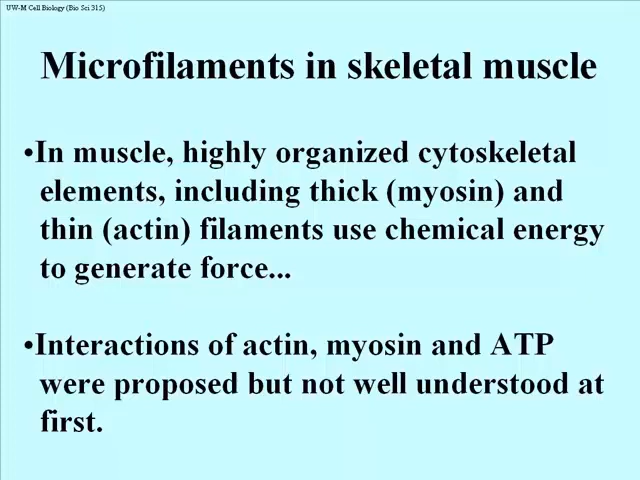 UW-M Cell Biology (Bio Sci 315)
Microfilaments in skeletal muscle
•In muscle, highly organized cytoskeletal
elements, including thick (myosin) and
thin (actin) filaments use chemical energy
to generate force...
•Interactions of actin, myosin and ATP
were proposed but not well understood at
first.